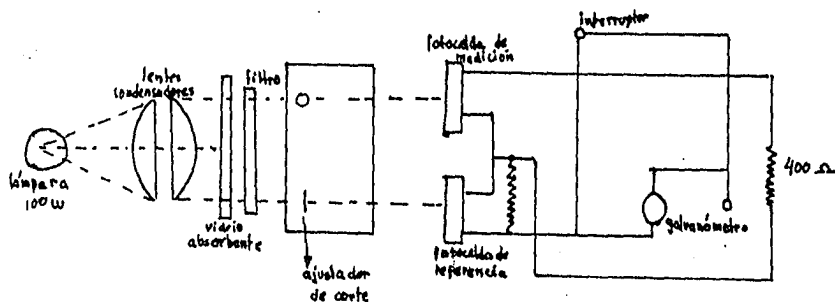 interruptor
fotocelda de
medición
lentes
condensadores
filtro
lámpara
100 W
400 Ω
galvanómetro
vidrio
absorbente
fotocelda de
referencia
ajustador
de corte